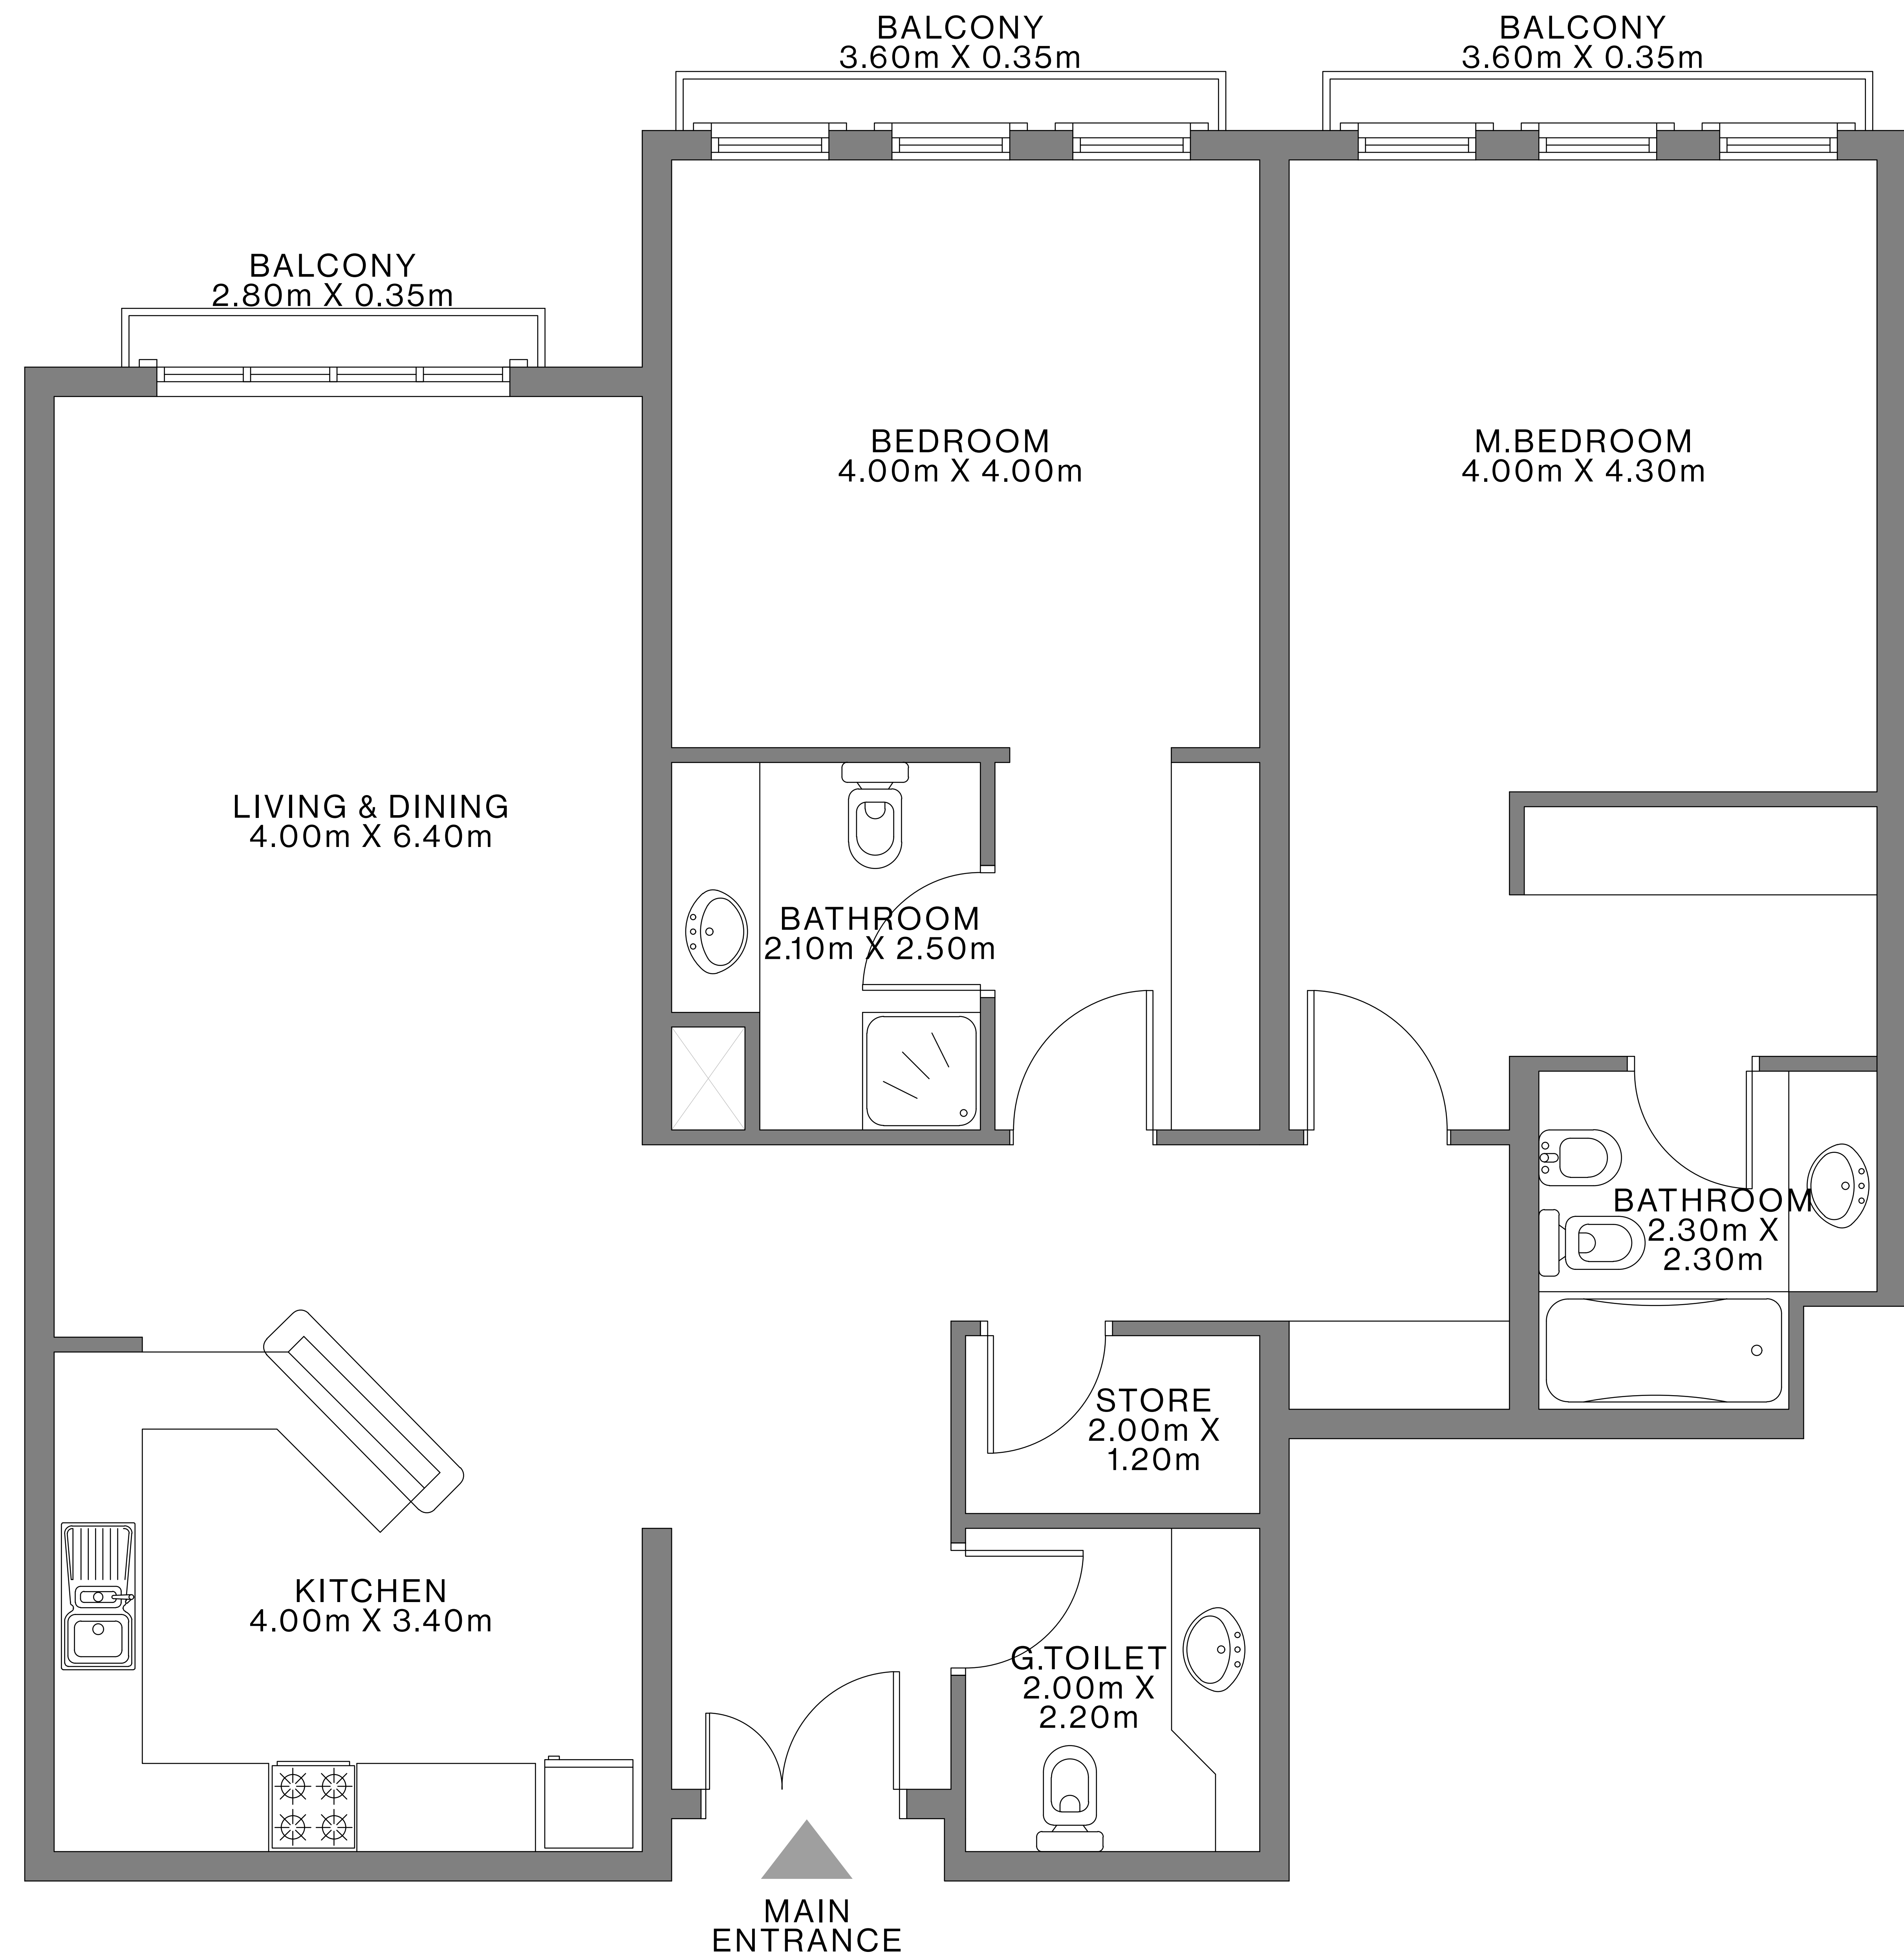 BALCONY
3.60m X 0.35m
BALCONY
3.60m X 0.35m
BALCONY
2.80m X 0.35m
BEDROOM
4.00m X 4.00m
M.BEDROOM
4.00m X 4.30m
LIVING & DINING
4.00m X 6.40m
BATHROOM
2.10m X 2.50m
BATHROOM
2.30m X
2.30m
STORE
2.00m X
1.20m
KITCHEN
4.00m X 3.40m
G.TOILET
2.00m X
2.20m
MAIN
ENTRANCE